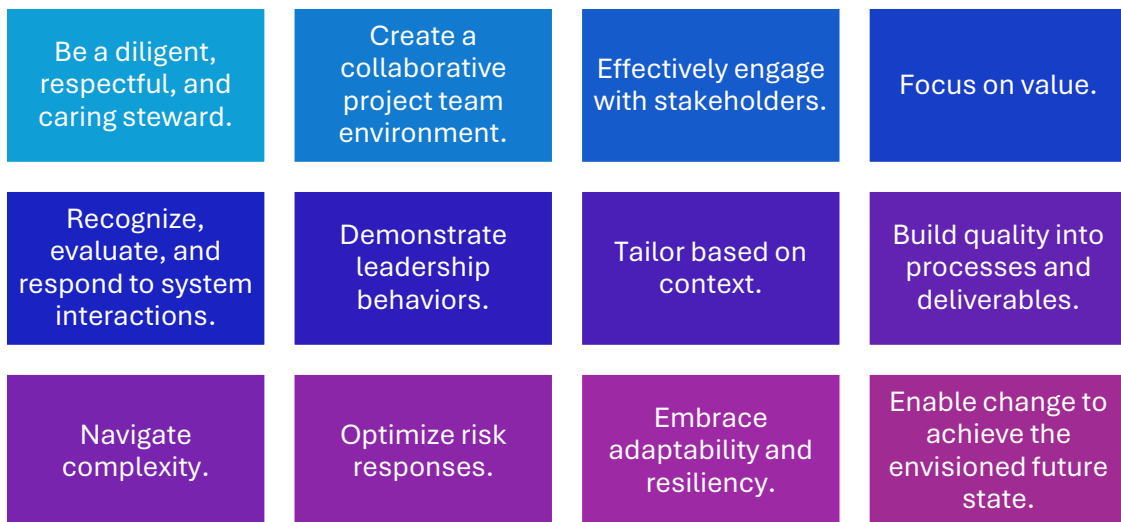 Be a diligent,
respectful, and
caring steward.
Create a
collaborative
project team
environment.
Effectively engage
with stakeholders.
Focus on value.
Recognize,
evaluate, and
respond to system
interactions.
Demonstrate
leadership
behaviors.
Tailor based on
context.
Build quality into
processes and
deliverables.
Navigate
complexity.
Optimize risk
responses.
Embrace
adaptability and
resiliency.
Enable change to
achieve the
envisioned future
state.